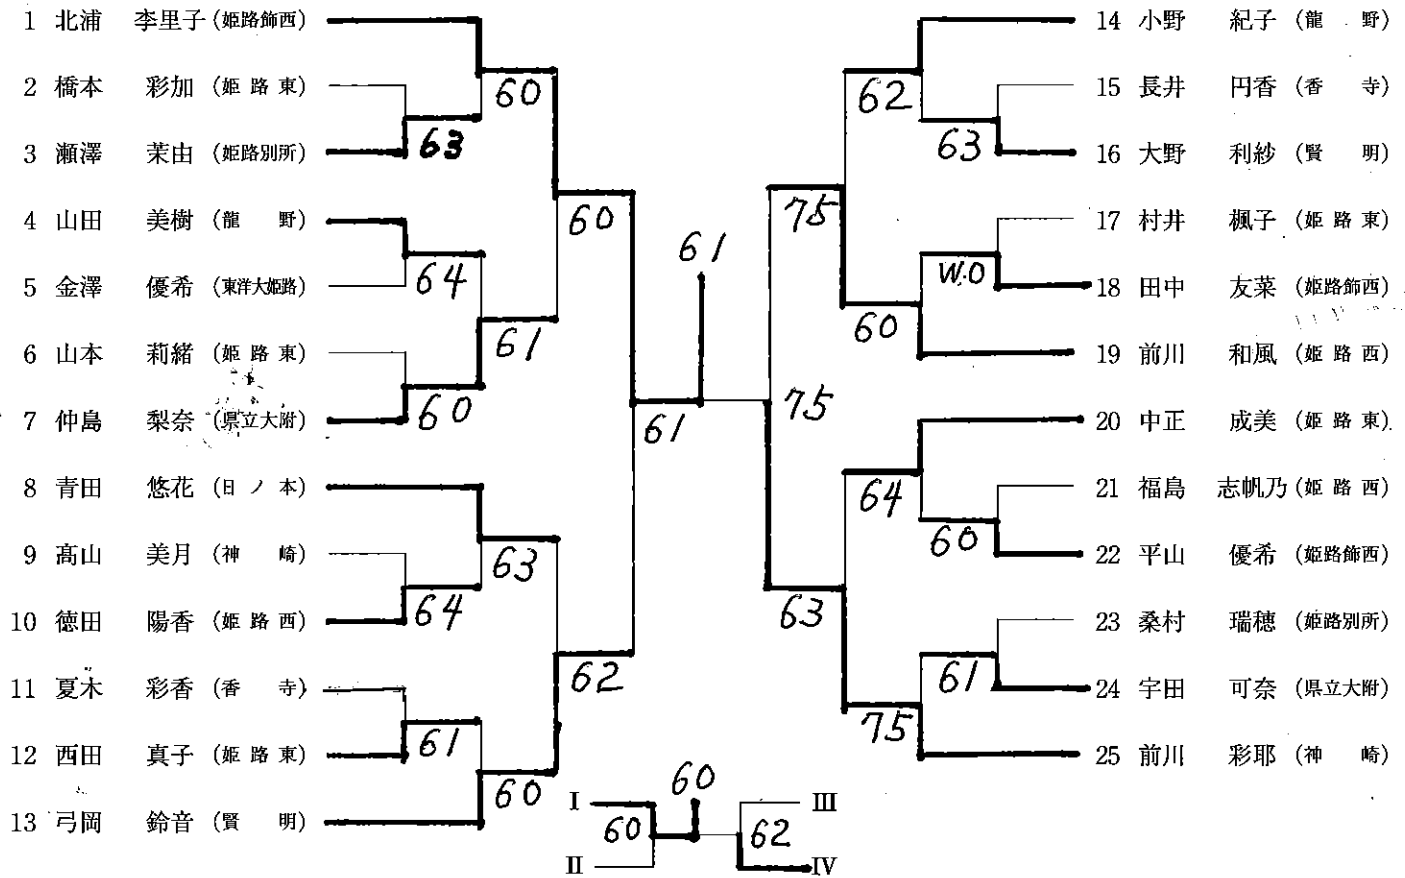 1 北浦 李里子 (姫路飾西)
2 橋本 彩加 (姫路東)
3 瀬澤 茉由 (姫路別所)
4 山田 美樹 (龍 野)
5 金澤 優希 (東洋大姫路)
6 山本 莉緒 (姫路東)
7 仲島 梨奈 (県立大附)
8 青田 悠花 (日ノ本)
9 髙山 美月 (神 崎)
10 徳田 陽香 (姫路西)
11 夏木 彩香 (香 寺)
12 西田 真子 (姫路東)
13 弓岡 鈴音 (賢 明)
60
63
64
61
60
60
63
64
61
60
62
61
61
75
75
62
63
W.O
60
64
60
63
61
75
14 小野 紀子 (龍 野)
15 長井 円香 (香 寺)
16 大野 利紗 (賢 明)
17 村井 楓子 (姫路東)
18 田中 友菜 (姫路飾西)
19 前川 和風 (姫路西)
20 中正 成美 (姫路東)
21 福島 志帆乃 (姫路西)
22 平山 優希 (姫路飾西)
23 桑村 瑞穂 (姫路別所)
24 宇田 可奈 (県立大附)
25 前川 彩耶 (神 崎)
I 60 III
60 62
II IV